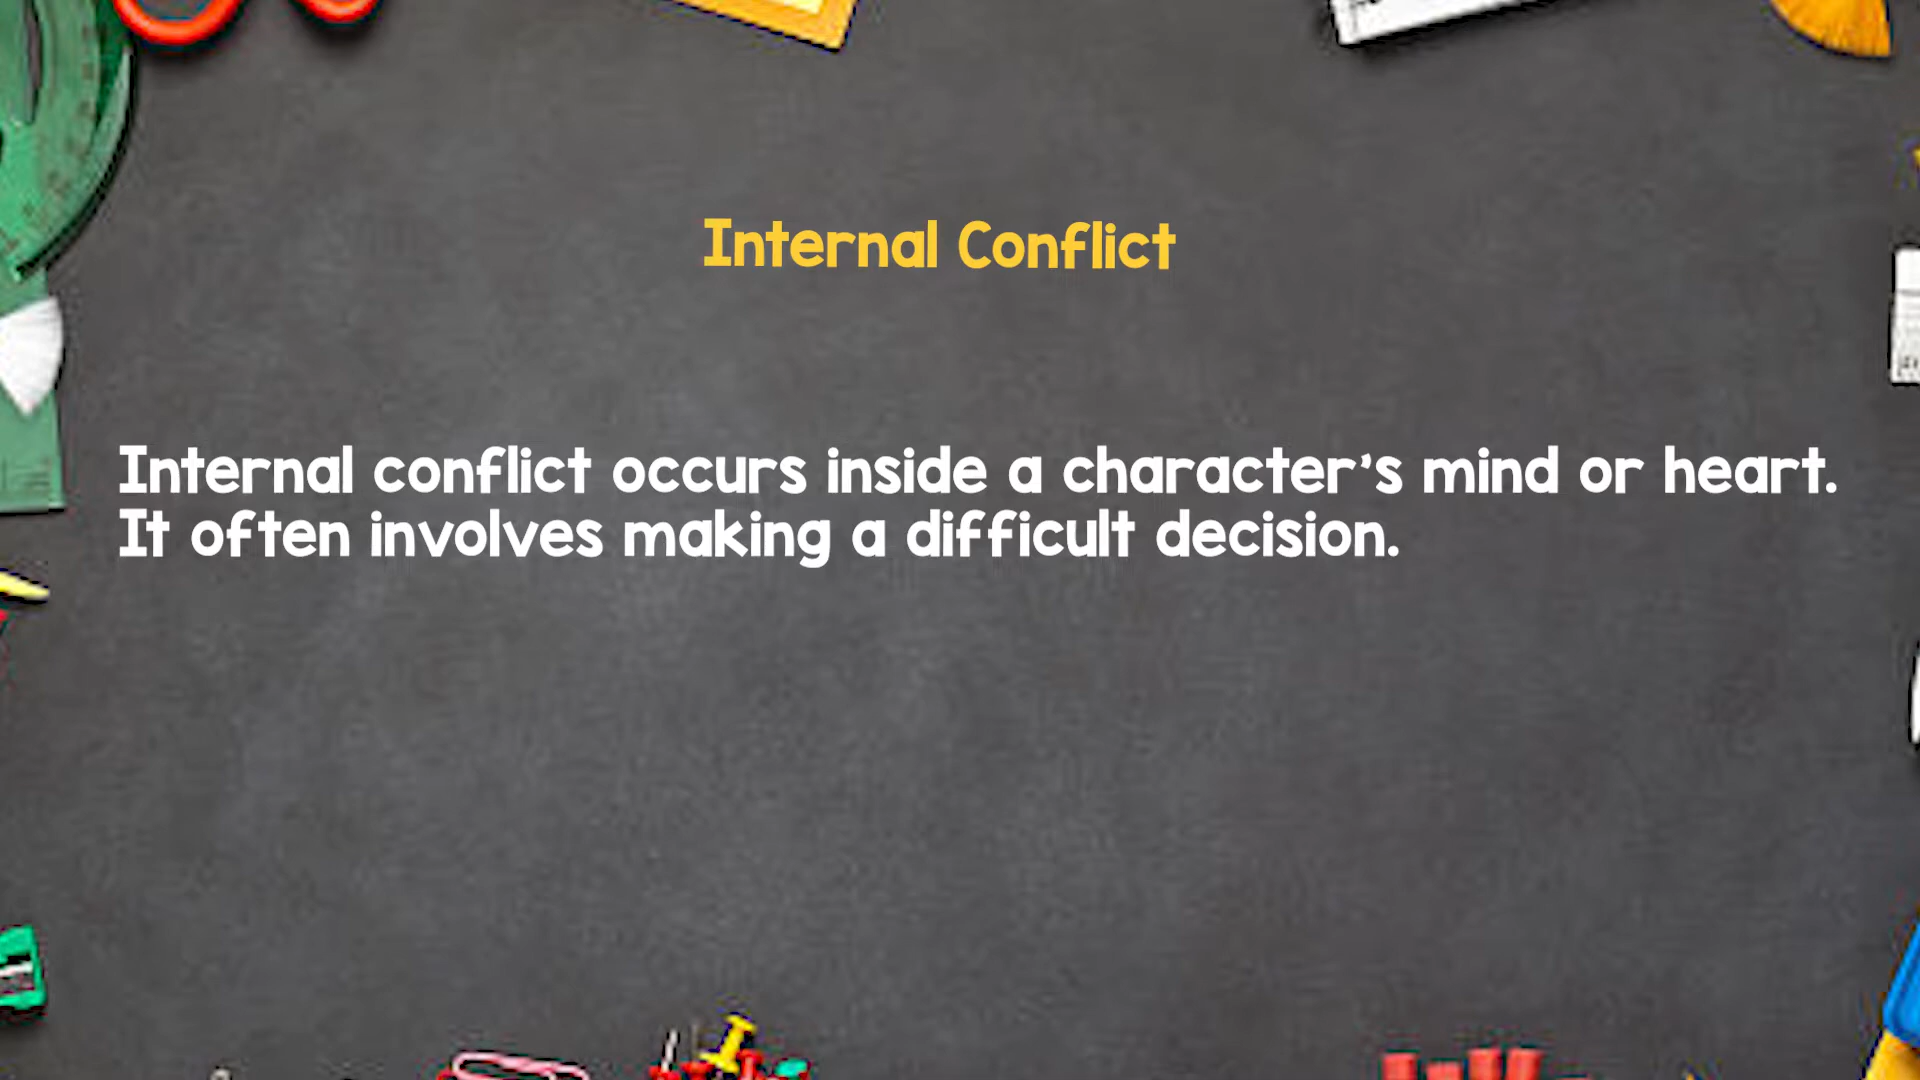 Internal Conflict
Internal conflict occurs inside a character's mind or heart.
It often involves making a difficult decision.